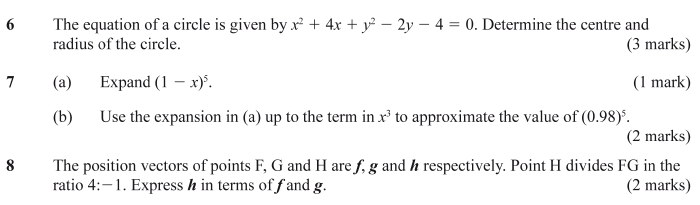 6 The equation of a circle is given by x² + 4x + y² − 2y − 4 = 0. Determine the centre and
radius of the circle. (3 marks)
7 (a) Expand (1 − x)⁵. (1 mark)
(b) Use the expansion in (a) up to the term in x³ to approximate the value of (0.98)⁵.
(2 marks)
8 The position vectors of points F, G and H are f, g and h respectively. Point H divides FG in the
ratio 4:−1. Express h in terms of f and g. (2 marks)